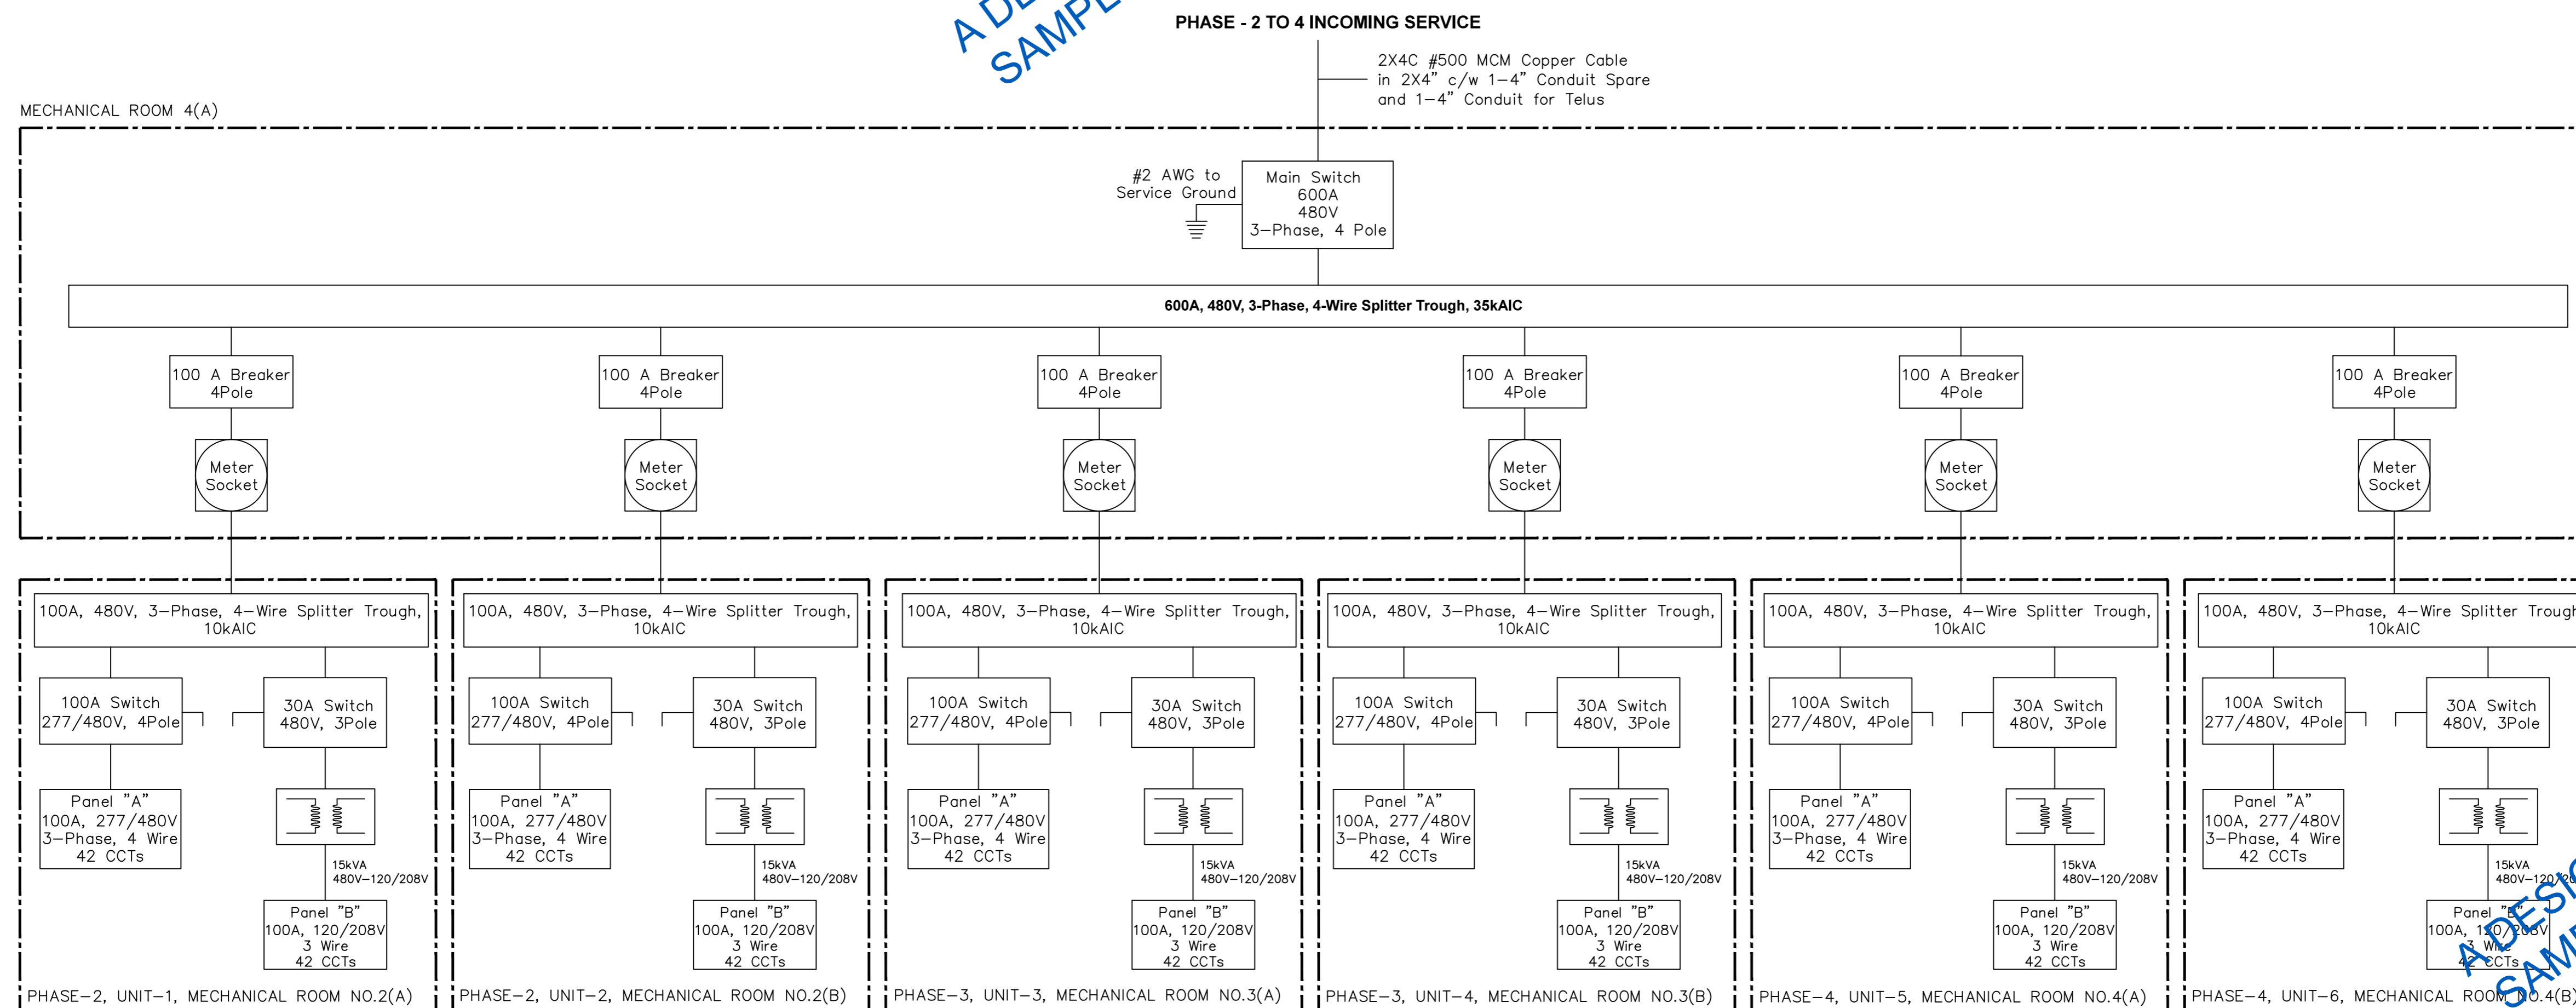 A DE
SAMPL
PHASE - 2 TO 4 INCOMING SERVICE
2X4C #500 MCM Copper Cable
in 2X4" c/w 1-4" Conduit Spare
and 1-4" Conduit for Telus
MECHANICAL ROOM 4(A)
#2 AWG to
Service Ground
Main Switch
600A
480V
3-Phase, 4 Pole
600A, 480V, 3-Phase, 4-Wire Splitter Trough, 35kAIC
100 A Breaker
4Pole
100 A Breaker
4Pole
100 A Breaker
4Pole
100 A Breaker
4Pole
100 A Breaker
4Pole
100 A Breaker
4Pole
Meter
Socket
Meter
Socket
Meter
Socket
Meter
Socket
Meter
Socket
Meter
Socket
100A, 480V, 3-Phase, 4-Wire Splitter Trough,
10kAIC
100A Switch
277/480V, 4Pole
30A Switch
480V, 3Pole
Panel "A"
100A, 277/480V
3-Phase, 4 Wire
42 CCTs
15kVA
480V-120/208V
Panel "B"
100A, 120/208V
3 Wire
42 CCTs
PHASE-2, UNIT-1, MECHANICAL ROOM NO.2(A)
100A, 480V, 3-Phase, 4-Wire Splitter Trough,
10kAIC
100A Switch
277/480V, 4Pole
30A Switch
480V, 3Pole
Panel "A"
100A, 277/480V
3-Phase, 4 Wire
42 CCTs
15kVA
480V-120/208V
Panel "B"
100A, 120/208V
3 Wire
42 CCTs
PHASE-2, UNIT-2, MECHANICAL ROOM NO.2(B)
100A, 480V, 3-Phase, 4-Wire Splitter Trough,
10kAIC
100A Switch
277/480V, 4Pole
30A Switch
480V, 3Pole
Panel "A"
100A, 277/480V
3-Phase, 4 Wire
42 CCTs
15kVA
480V-120/208V
Panel "B"
100A, 120/208V
3 Wire
42 CCTs
PHASE-3, UNIT-3, MECHANICAL ROOM NO.3(A)
100A, 480V, 3-Phase, 4-Wire Splitter Trough,
10kAIC
100A Switch
277/480V, 4Pole
30A Switch
480V, 3Pole
Panel "A"
100A, 277/480V
3-Phase, 4 Wire
42 CCTs
15kVA
480V-120/208V
Panel "B"
100A, 120/208V
3 Wire
42 CCTs
PHASE-3, UNIT-4, MECHANICAL ROOM NO.3(B)
100A, 480V, 3-Phase, 4-Wire Splitter Trough,
10kAIC
100A Switch
277/480V, 4Pole
30A Switch
480V, 3Pole
Panel "A"
100A, 277/480V
3-Phase, 4 Wire
42 CCTs
15kVA
480V-120/208V
Panel "B"
100A, 120/208V
3 Wire
42 CCTs
PHASE-4, UNIT-5, MECHANICAL ROOM NO.4(A)
100A, 480V, 3-Phase, 4-Wire Splitter Trough
10kAIC
100A Switch
277/480V, 4Pole
30A Switch
480V, 3Pole
Panel "A"
100A, 277/480V
3-Phase, 4 Wire
42 CCTs
15kVA
480V-120/20
Panel "B"
100A, 120/208V
3 Wire
42 CCTs
PHASE-4, UNIT-6, MECHANICAL ROOM NO.4(B)
A DESIG
SAMP